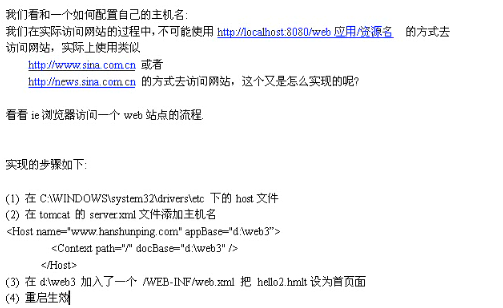 我们看和一个如何配置自己的主机名:
我们在实际访问网站的过程中,不可能使用 http://localhost:8080/web 应用/资源名 的方式去
访问网站，实际上使用类似
http://www.sina.com.cn 或者
http://news.sina.com.cn 的方式去访问网站，这个又是怎么实现的呢?
看看 ie 浏览器访问一个 web 站点的流程.
实现的步骤如下:
(1) 在 C:\WINDOWS\system32\drivers\etc 下的 host 文件
(2) 在 tomcat 的 server.xml 文件添加主机名
<Host name="www.hanshunping.com" appBase="d:\web3">
<Context path="/" docBase="d:\web3" />
</Host>
(3) 在 d:\web3 加入了一个 /WEB-INF/web.xml 把 hello2.hmlt 设为首页面
(4) 重启生效